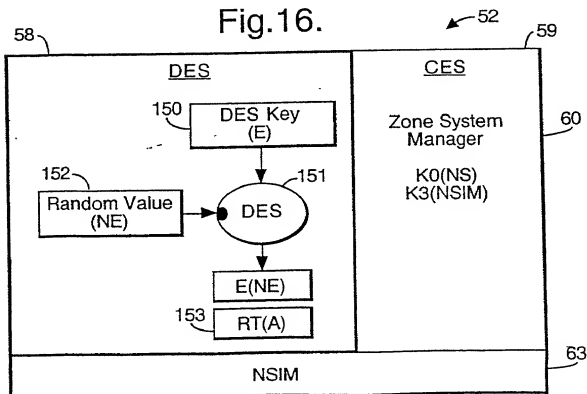 Fig.16.
58
52
59
DES
CES
150
DES Key
(E)
Zone System
Manager
60
152
151
Random Value
(NE)
DES
K0(NS)
K3(NSIM)
E(NE)
153
RT(A)
NSIM
63